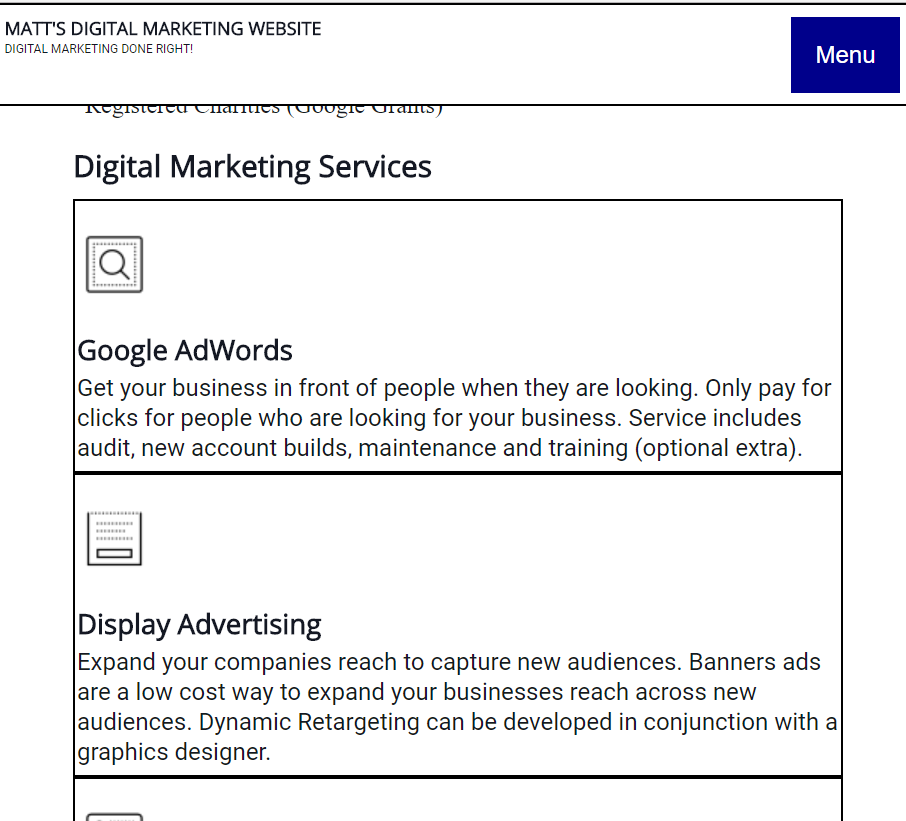 MATT'S DIGITAL MARKETING WEBSITE
DIGITAL MARKETING DONE RIGHT!
Menu
Registered Charities (Google Grants)
Digital Marketing Services
Google AdWords
Get your business in front of people when they are looking. Only pay for
clicks for people who are looking for your business. Service includes
audit, new account builds, maintenance and training (optional extra).
Display Advertising
Expand your companies reach to capture new audiences. Banners ads
are a low cost way to expand your businesses reach across new
audiences. Dynamic Retargeting can be developed in conjunction with a
graphics designer.